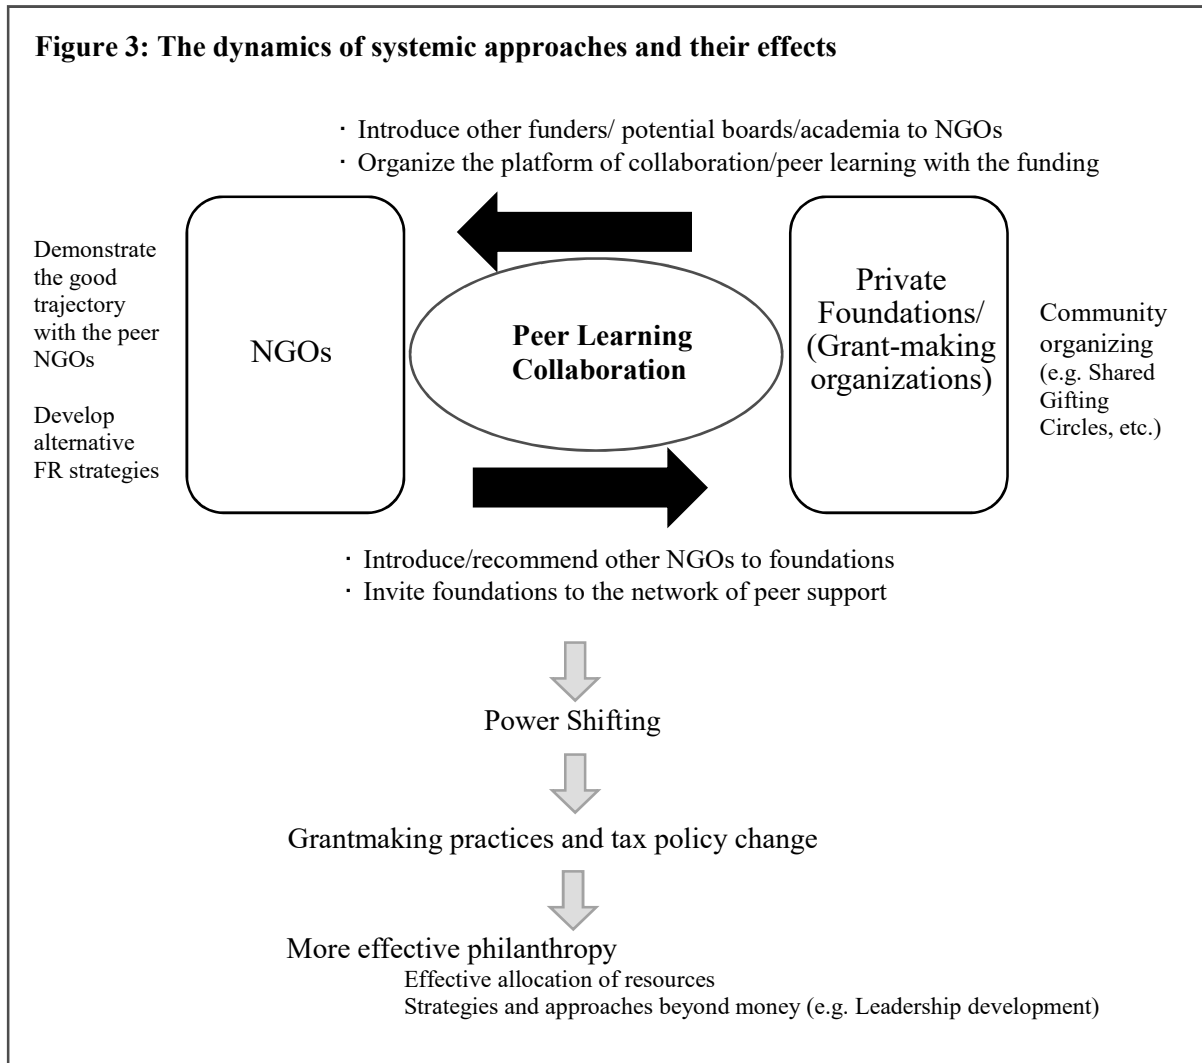 Figure 3: The dynamics of systemic approaches and their effects
· Introduce other funders/ potential boards/academia to NGOs
· Organize the platform of collaboration/peer learning with the funding
Demonstrate
the good
trajectory
with the peer
NGOs
Develop
alternative
FR strategies
NGOs
Peer Learning
Collaboration
Private
Foundations/
(Grant-making
organizations)
Community
organizing
(e.g. Shared
Gifting
Circles, etc.)
· Introduce/recommend other NGOs to foundations
· Invite foundations to the network of peer support
Power Shifting
Grantmaking practices and tax policy change
More effective philanthropy
Effective allocation of resources
Strategies and approaches beyond money (e.g. Leadership development)